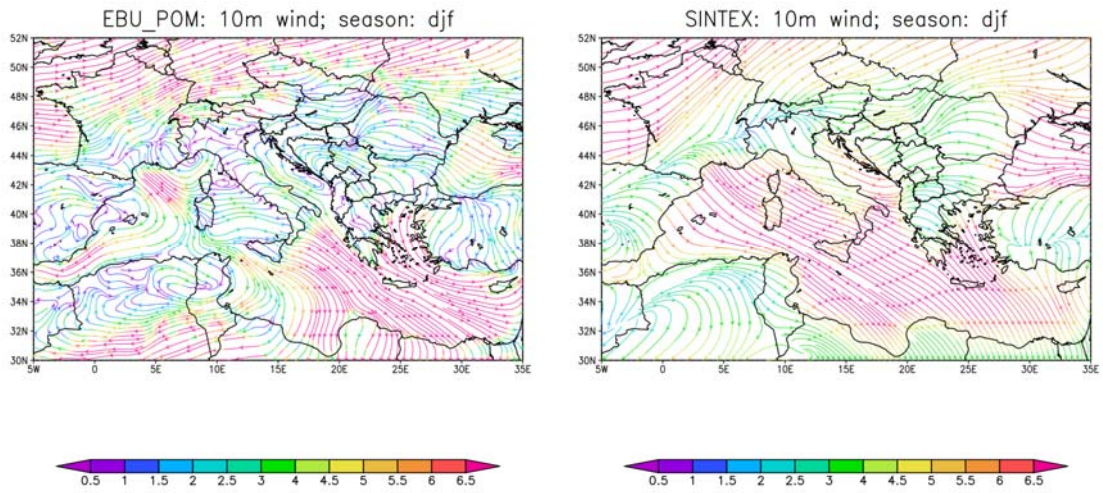 EBU_POM: 10m wind; season: djf
52N
50N
48N
46N
44N
42N
40N
38N
36N
34N
32N
30N
5W 0 5E 10E 15E 20E 25E 30E 35E
0.5 1 1.5 2 2.5 3 4 4.5 5 5.5 6 6.5
SINTEX: 10m wind; season: djf
52N
50N
48N
46N
44N
42N
40N
38N
36N
34N
32N
30N
5W 0 5E 10E 15E 20E 25E 30E 35E
0.5 1 1.5 2 2.5 3 4 4.5 5 5.5 6 6.5